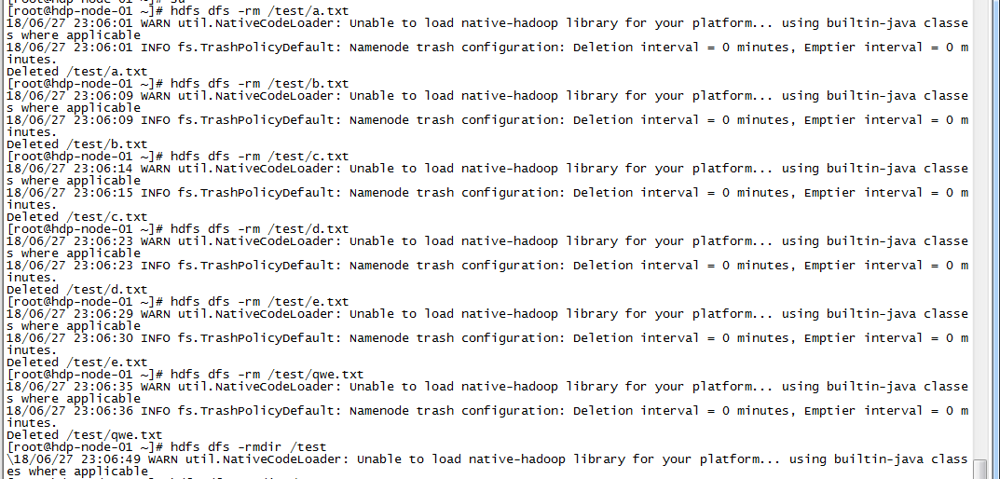 [root@hdp-node-01 ~]# hdfs dfs -rm /test/a.txt
18/06/27 23:06:01 WARN util.NativeCodeLoader: Unable to load native-hadoop library for your platform... using builtin-java classe
s where applicable
18/06/27 23:06:01 INFO fs.TrashPolicyDefault: Namenode trash configuration: Deletion interval = 0 minutes, Emptier interval = 0 m
inutes.
Deleted /test/a.txt
[root@hdp-node-01 ~]# hdfs dfs -rm /test/b.txt
18/06/27 23:06:09 WARN util.NativeCodeLoader: Unable to load native-hadoop library for your platform... using builtin-java classe
s where applicable
18/06/27 23:06:09 INFO fs.TrashPolicyDefault: Namenode trash configuration: Deletion interval = 0 minutes, Emptier interval = 0 m
inutes.
Deleted /test/b.txt
[root@hdp-node-01 ~]# hdfs dfs -rm /test/c.txt
18/06/27 23:06:14 WARN util.NativeCodeLoader: Unable to load native-hadoop library for your platform... using builtin-java classe
s where applicable
18/06/27 23:06:15 INFO fs.TrashPolicyDefault: Namenode trash configuration: Deletion interval = 0 minutes, Emptier interval = 0 m
inutes.
Deleted /test/c.txt
[root@hdp-node-01 ~]# hdfs dfs -rm /test/d.txt
18/06/27 23:06:23 WARN util.NativeCodeLoader: Unable to load native-hadoop library for your platform... using builtin-java classe
s where applicable
18/06/27 23:06:23 INFO fs.TrashPolicyDefault: Namenode trash configuration: Deletion interval = 0 minutes, Emptier interval = 0 m
inutes.
Deleted /test/d.txt
[root@hdp-node-01 ~]# hdfs dfs -rm /test/e.txt
18/06/27 23:06:29 WARN util.NativeCodeLoader: Unable to load native-hadoop library for your platform... using builtin-java classe
s where applicable
18/06/27 23:06:30 INFO fs.TrashPolicyDefault: Namenode trash configuration: Deletion interval = 0 minutes, Emptier interval = 0 m
inutes.
Deleted /test/e.txt
[root@hdp-node-01 ~]# hdfs dfs -rm /test/qwe.txt
18/06/27 23:06:35 WARN util.NativeCodeLoader: Unable to load native-hadoop library for your platform... using builtin-java classe
s where applicable
18/06/27 23:06:36 INFO fs.TrashPolicyDefault: Namenode trash configuration: Deletion interval = 0 minutes, Emptier interval = 0 m
inutes.
Deleted /test/qwe.txt
[root@hdp-node-01 ~]# hdfs dfs -rmdir /test
\18/06/27 23:06:49 WARN util.NativeCodeLoader: Unable to load native-hadoop library for your platform... using builtin-java class
es where applicable